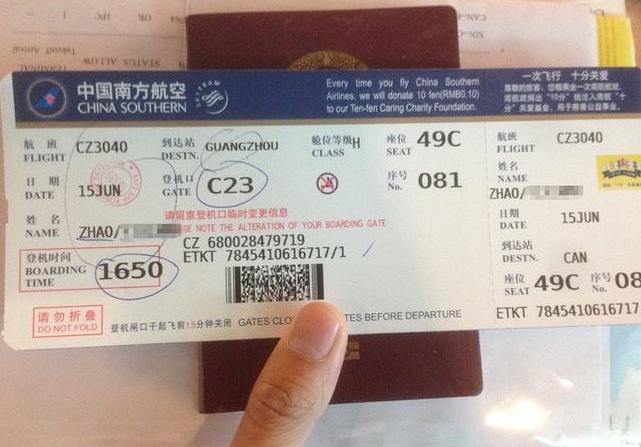 中国南方航空
CHINA SOUTHERN
SKYTEAM
Every time you fly China Southern
Airlines, we will donate 10 fen(RMB0.10)
to our Ten-fen Caring Charity Foundation.
一次飞行 十分关爱
航 班
FLIGHT CZ3040
到达站
DESTN. GUANGZHOU
舱位等级
CLASS H
座位
SEAT 49C
日 期
DATE 15JUN
登机口
GATE C23
序号
No. 081
姓 名
NAME ZHAO/
请留意登机口临时变更信息
SE NOTE THE ALTERATION OF YOUR BOARDING GATE
CZ 680028479719
ETKT 7845410616717/1
登机时间
BOARDING
TIME 1650
请勿折叠
DO NOT FOLD
登机闸口于起飞前15分钟关闭 GATES CLO TES BEFORE DEPARTURE
航班
FLIGHT CZ3040
姓名
NAME
ZHAO/
日期
DATE 15JUN
到达站
DESTN. CAN
座位
SEAT 49C
序号
No. 08
ETKT 784541061671
STATUS ALLOW